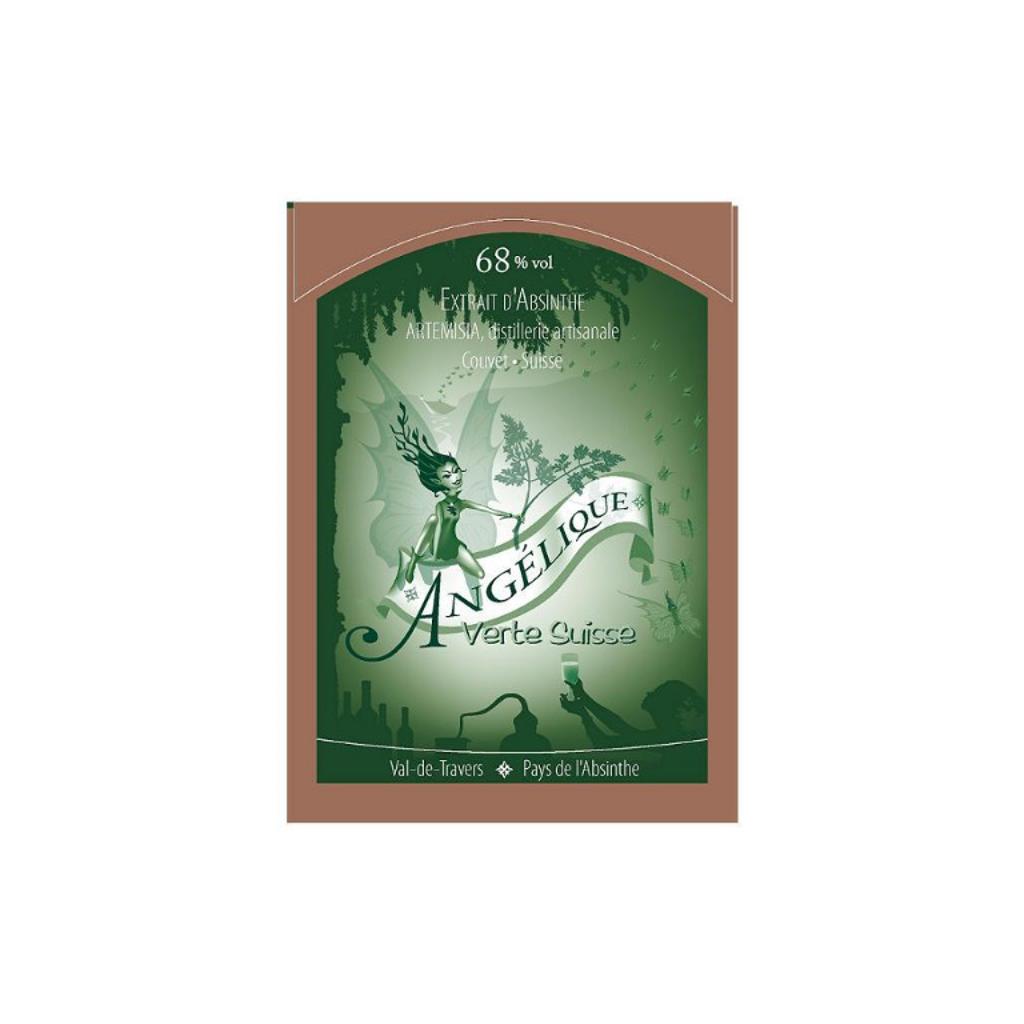 68 % vol
EXTRAIT D'ABSINTHE
ARTEMISIA, distillerie artisanale
Couvet • Suisse
ANGÉLIQUE
Verte Suisse
Val-de-Travers ❖ Pays de l'Absinthe